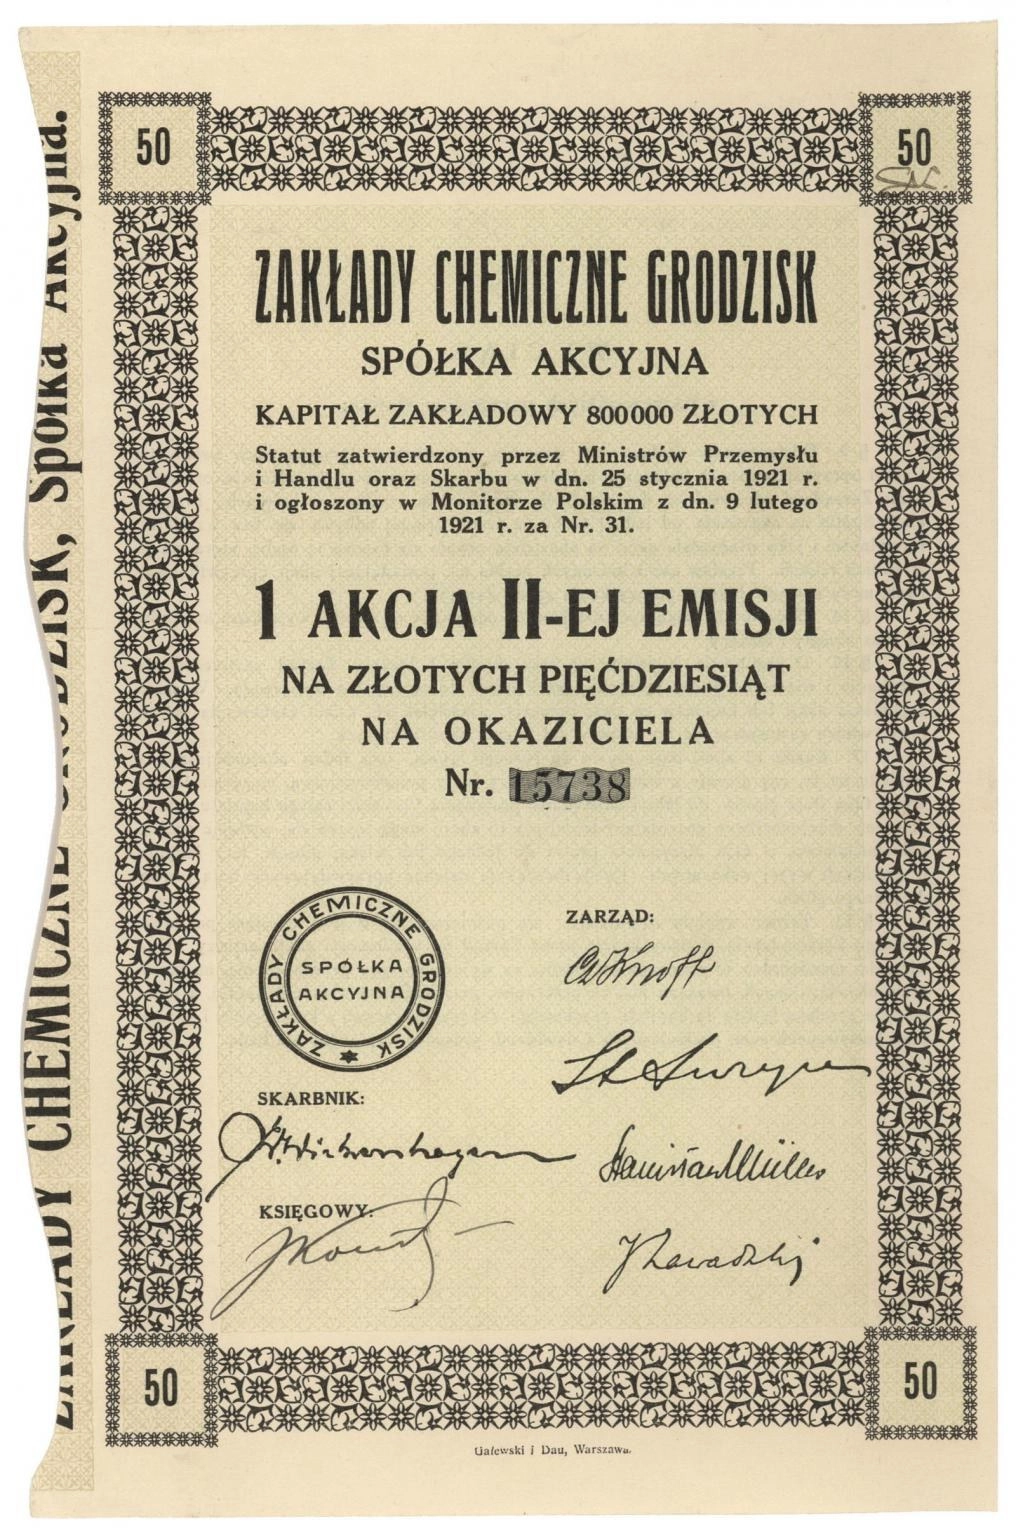 50
50
ZAKŁADY CHEMICZNE GRODZISK
SPÓŁKA AKCYJNA
KAPITAŁ ZAKŁADOWY 800000 ZŁOTYCH
Statut zatwierdzony przez Ministrów Przemysłu
i Handlu oraz Skarbu w dn. 25 stycznia 1921 r.
i ogłoszony w Monitorze Polskim z dn. 9 lutego
1921 r. za Nr. 31.
1 AKCJA II-EJ EMISJI
NA ZŁOTYCH PIĘĆDZIESIĄT
NA OKAZICIELA
Nr. 15738
ZAKŁADY CHEMICZNE GRODZISK
SPÓŁKA
AKCYJNA
ZARZĄD:
SKARBNIK:
Stanisław Müller
KSIĘGOWY:
50
50
Gałewski i Dau, Warszawa.
ZAKŁADY CHEMICZNE GRODZISK, Spółka Akcyjna.